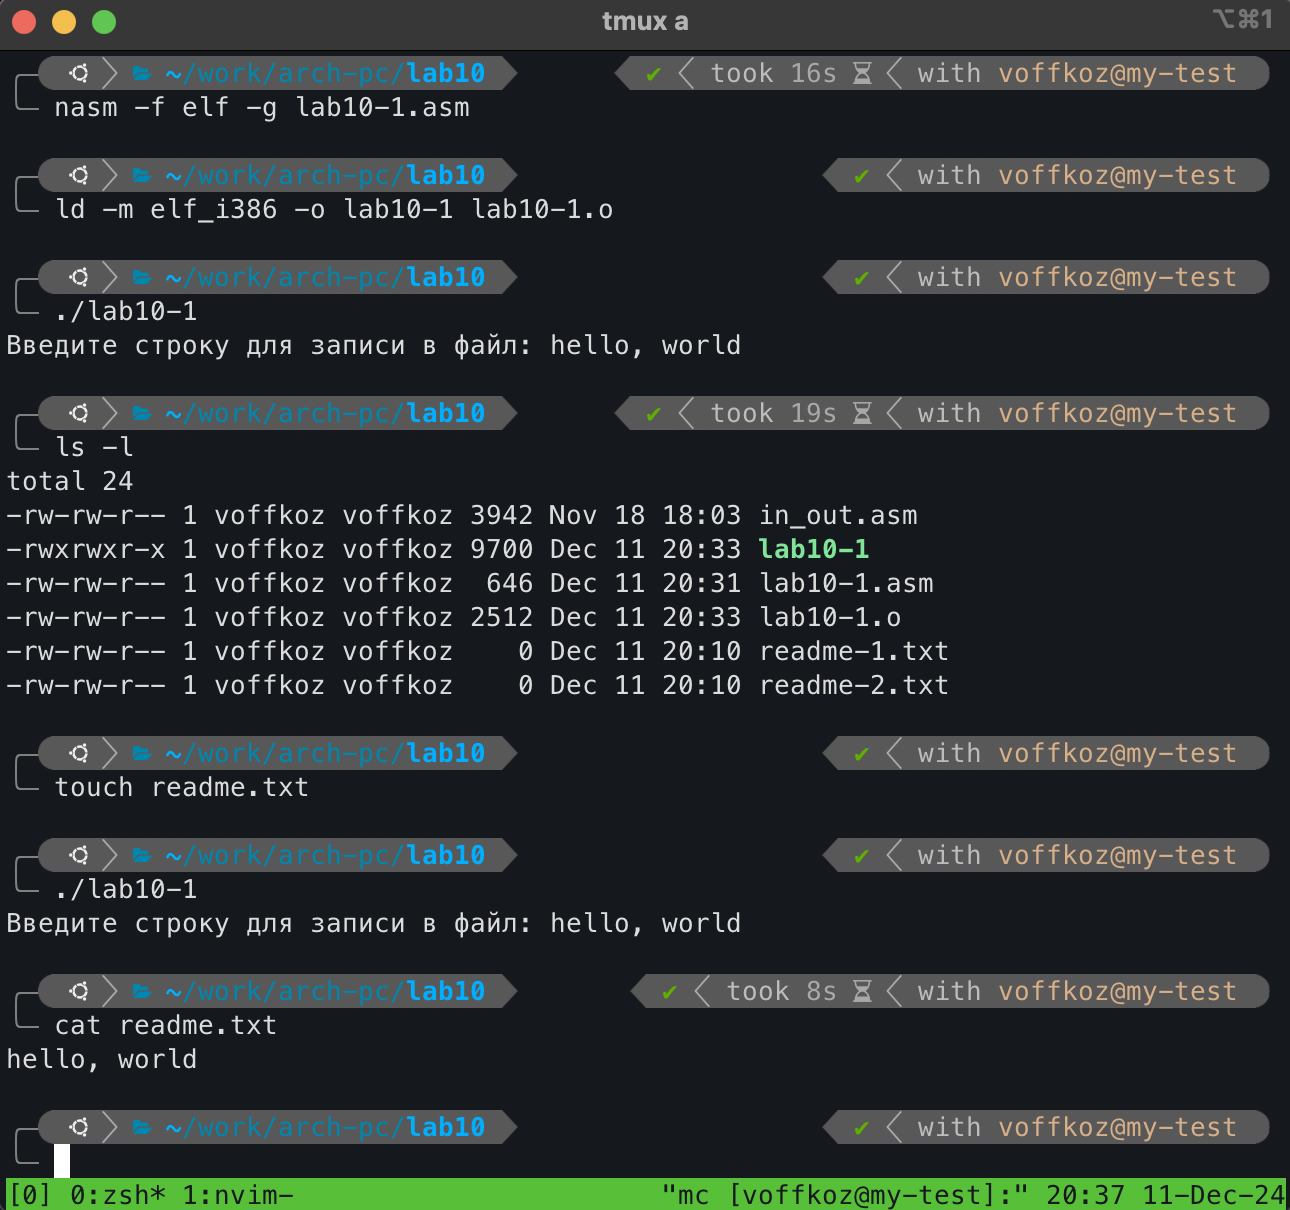 tmux a
⌥⌘1
~/work/arch-pc/lab10 ✔ took 16s with voffkoz@my-test
nasm -f elf -g lab10-1.asm
~/work/arch-pc/lab10 ✔ with voffkoz@my-test
ld -m elf_i386 -o lab10-1 lab10-1.o
~/work/arch-pc/lab10 ✔ with voffkoz@my-test
./lab10-1
Введите строку для записи в файл: hello, world
~/work/arch-pc/lab10 ✔ took 19s with voffkoz@my-test
ls -l
total 24
-rw-rw-r-- 1 voffkoz voffkoz 3942 Nov 18 18:03 in_out.asm
-rwxrwxr-x 1 voffkoz voffkoz 9700 Dec 11 20:33 lab10-1
-rw-rw-r-- 1 voffkoz voffkoz  646 Dec 11 20:31 lab10-1.asm
-rw-rw-r-- 1 voffkoz voffkoz 2512 Dec 11 20:33 lab10-1.o
-rw-rw-r-- 1 voffkoz voffkoz    0 Dec 11 20:10 readme-1.txt
-rw-rw-r-- 1 voffkoz voffkoz    0 Dec 11 20:10 readme-2.txt
~/work/arch-pc/lab10 ✔ with voffkoz@my-test
touch readme.txt
~/work/arch-pc/lab10 ✔ with voffkoz@my-test
./lab10-1
Введите строку для записи в файл: hello, world
~/work/arch-pc/lab10 ✔ took 8s with voffkoz@my-test
cat readme.txt
hello, world
~/work/arch-pc/lab10 ✔ with voffkoz@my-test
[0] 0:zsh* 1:nvim- "mc [voffkoz@my-test]:" 20:37 11-Dec-24